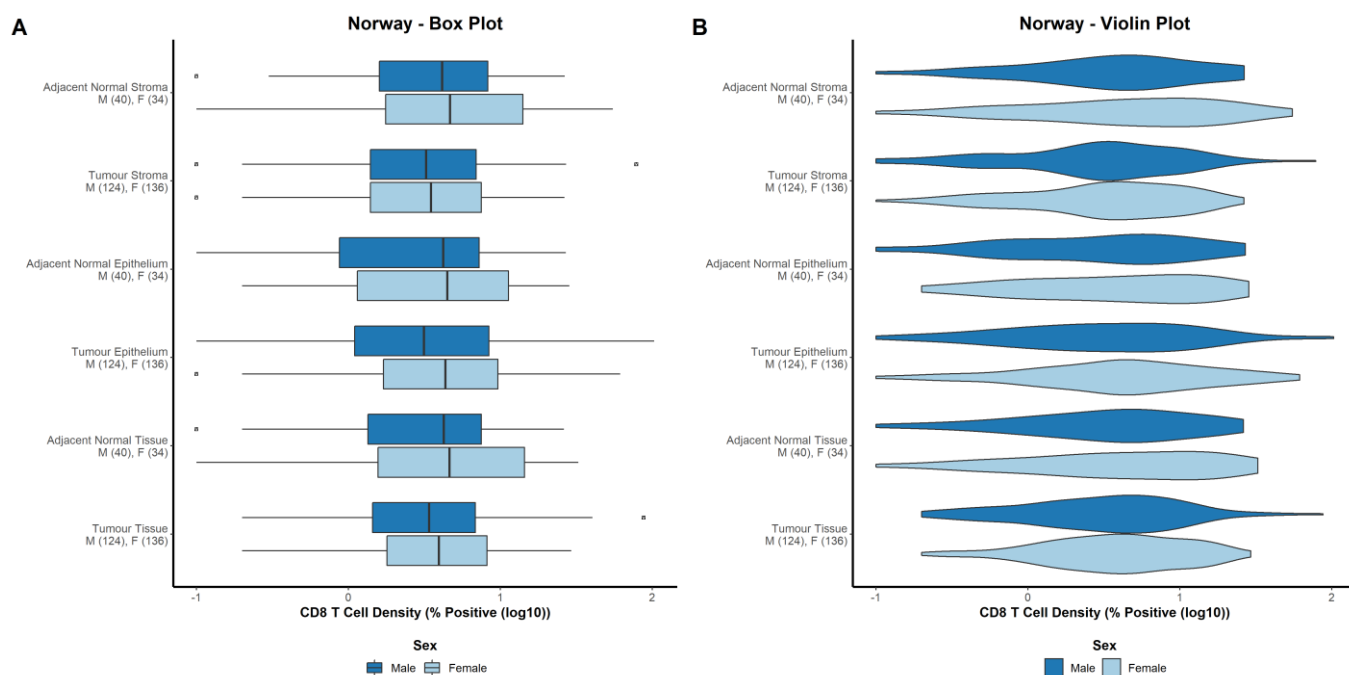 A
Norway - Box Plot
Adjacent Normal Stroma
M (40), F (34)
Tumour Stroma
M (124), F (136)
Adjacent Normal Epithelium
M (40), F (34)
Tumour Epithelium
M (124), F (136)
Adjacent Normal Tissue
M (40), F (34)
Tumour Tissue
M (124), F (136)
-1 0 1 2
CD8 T Cell Density (% Positive (log10))
Sex
Male Female
B
Norway - Violin Plot
Adjacent Normal Stroma
M (40), F (34)
Tumour Stroma
M (124), F (136)
Adjacent Normal Epithelium
M (40), F (34)
Tumour Epithelium
M (124), F (136)
Adjacent Normal Tissue
M (40), F (34)
Tumour Tissue
M (124), F (136)
-1 0 1 2
CD8 T Cell Density (% Positive (log10))
Sex
Male Female